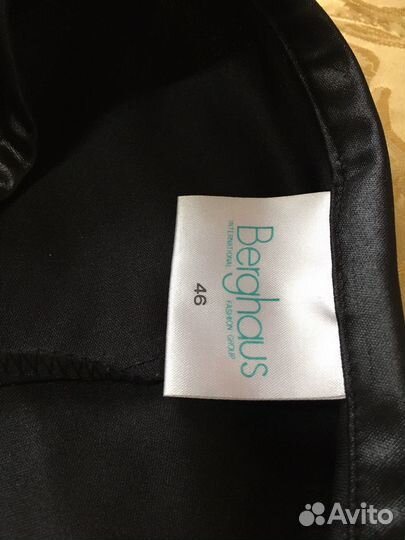 Berghaus
INTERNATIONAL FASHION GROUP
46
Avito